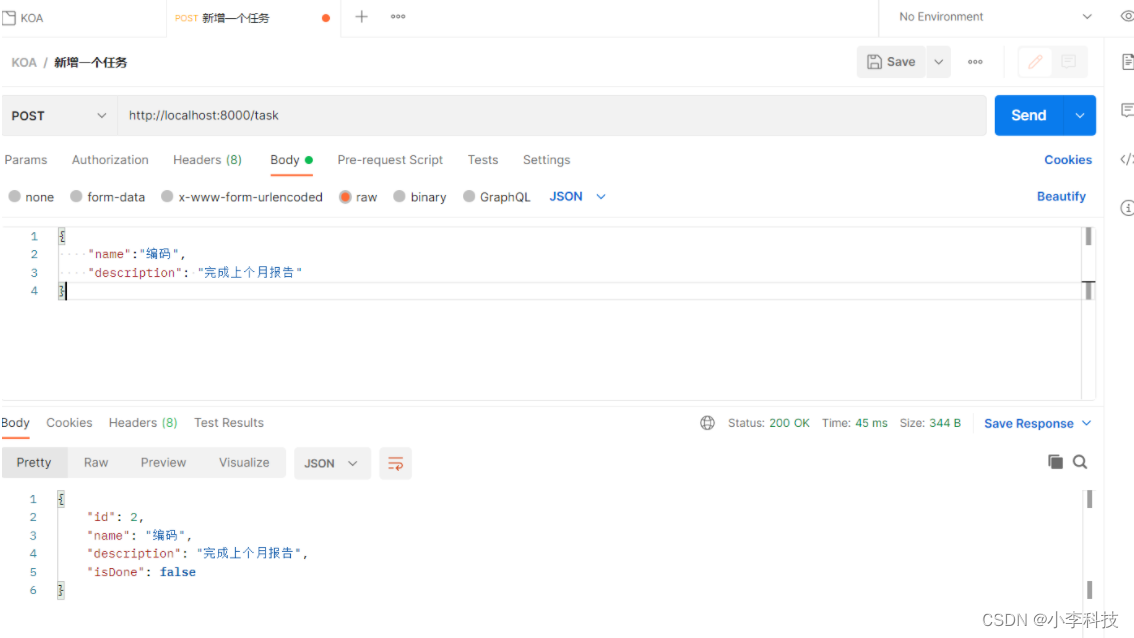 KOA
POST 新增一个任务
No Environment
KOA / 新增一个任务
Save
POST
http://localhost:8000/task
Send
Params Authorization Headers (8) Body Pre-request Script Tests Settings Cookies
none form-data x-www-form-urlencoded raw binary GraphQL JSON Beautify
1 {
2 "name":"编码",
3 "description": "完成上个月报告"
4 }
Body Cookies Headers (8) Test Results Status: 200 OK Time: 45 ms Size: 344 B Save Response
Pretty Raw Preview Visualize JSON
1 {
2 "id": 2,
3 "name": "编码",
4 "description": "完成上个月报告",
5 "isDone": false
6 }
CSDN @小李科技